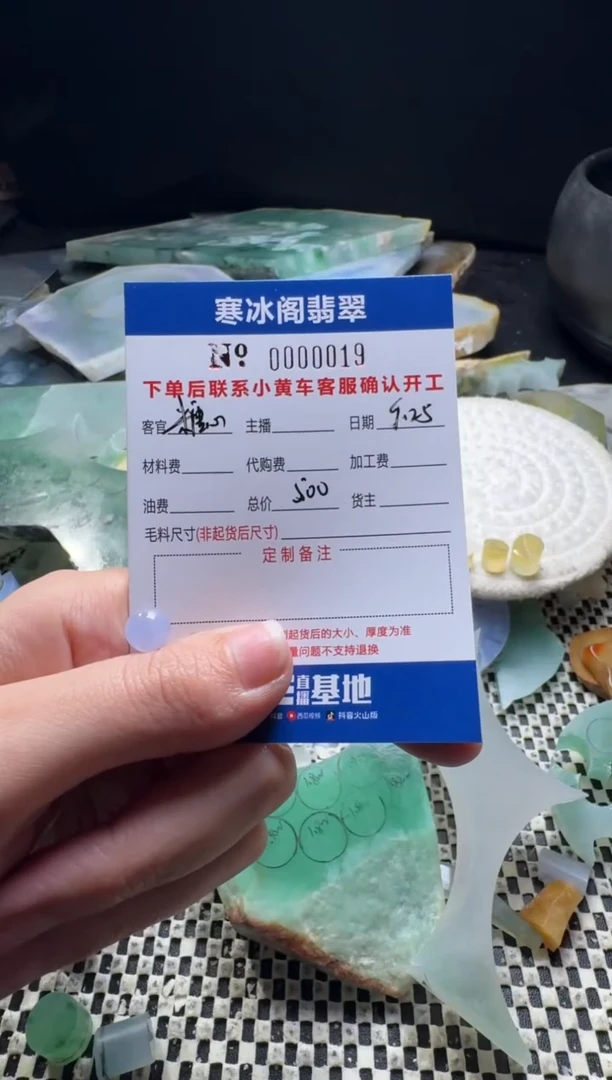 寒冰阁翡翠
Nº 0000019
下单后联系小黄车客服确认开工
客官 主播 日期 9.25
材料费 代购费 加工费
油费 总价 500 货主
毛料尺寸(非起货后尺寸)
定制备注
起货后的大小、厚度为准
量问题不支持退换
直播基地
西瓜视频 抖音火山版